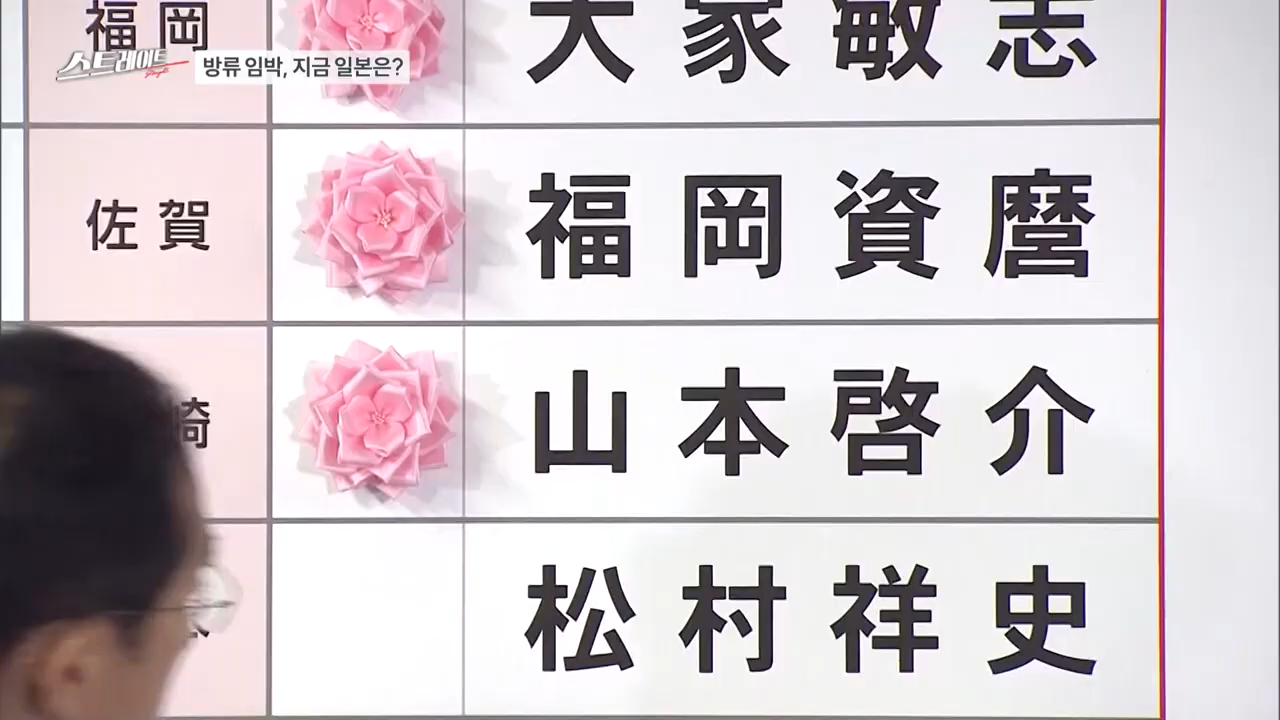 福岡 大家敏志
스트레이트
방류 임박, 지금 일본은?
佐賀 福岡資麿
崎 山本啓介
松村祥史